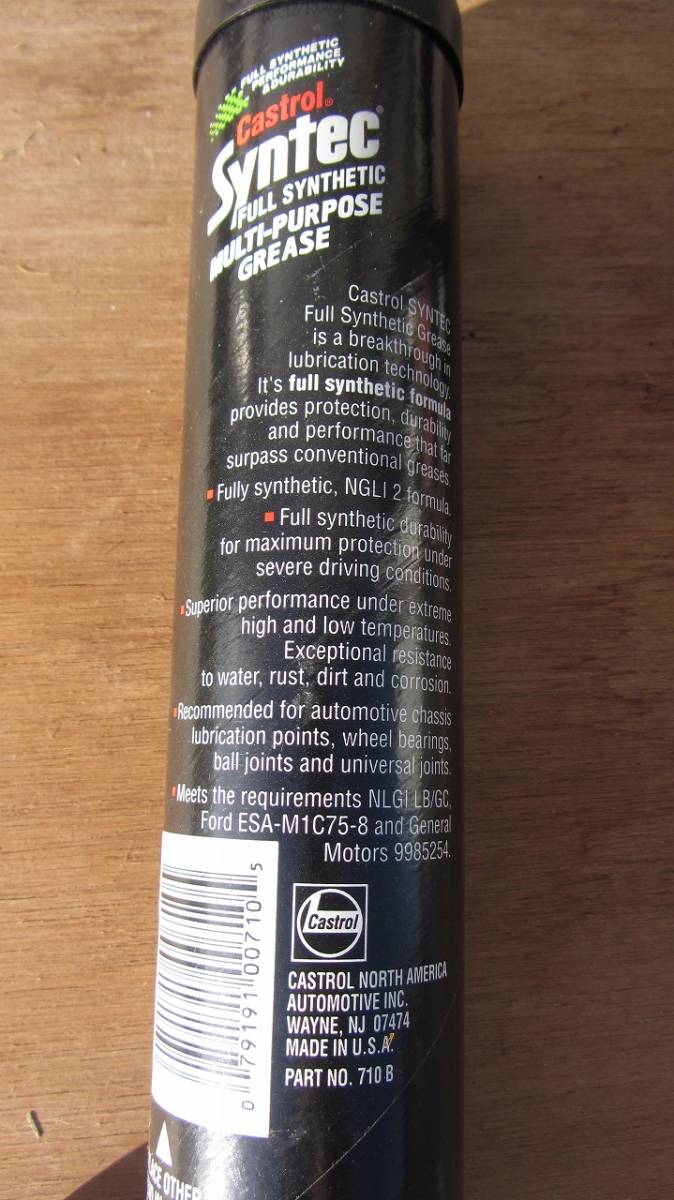 FULL SYNTHETIC
PERFORMANCE
& DURABILITY
Castrol®
Syntec®
FULL SYNTHETIC
MULTI-PURPOSE
GREASE
Castrol SYNTEC
Full Synthetic Grease
is a breakthrough in
lubrication technology.
It's full synthetic formula
provides protection, durability
and performance that far
surpass conventional greases.
Fully synthetic, NGLI 2 formula.
Full synthetic durability
for maximum protection under
severe driving conditions.
Superior performance under extreme
high and low temperatures.
Exceptional resistance
to water, rust, dirt and corrosion.
Recommended for automotive chassis
lubrication points, wheel bearings,
ball joints and universal joints.
Meets the requirements NLGI LB/GC,
Ford ESA-M1C75-8 and General
Motors 9985254.
0 79191 00710 5
Castrol
CASTROL NORTH AMERICA
AUTOMOTIVE INC.
WAYNE, NJ 07474
MADE IN U.S.A.
PART NO. 710 B
OTHER